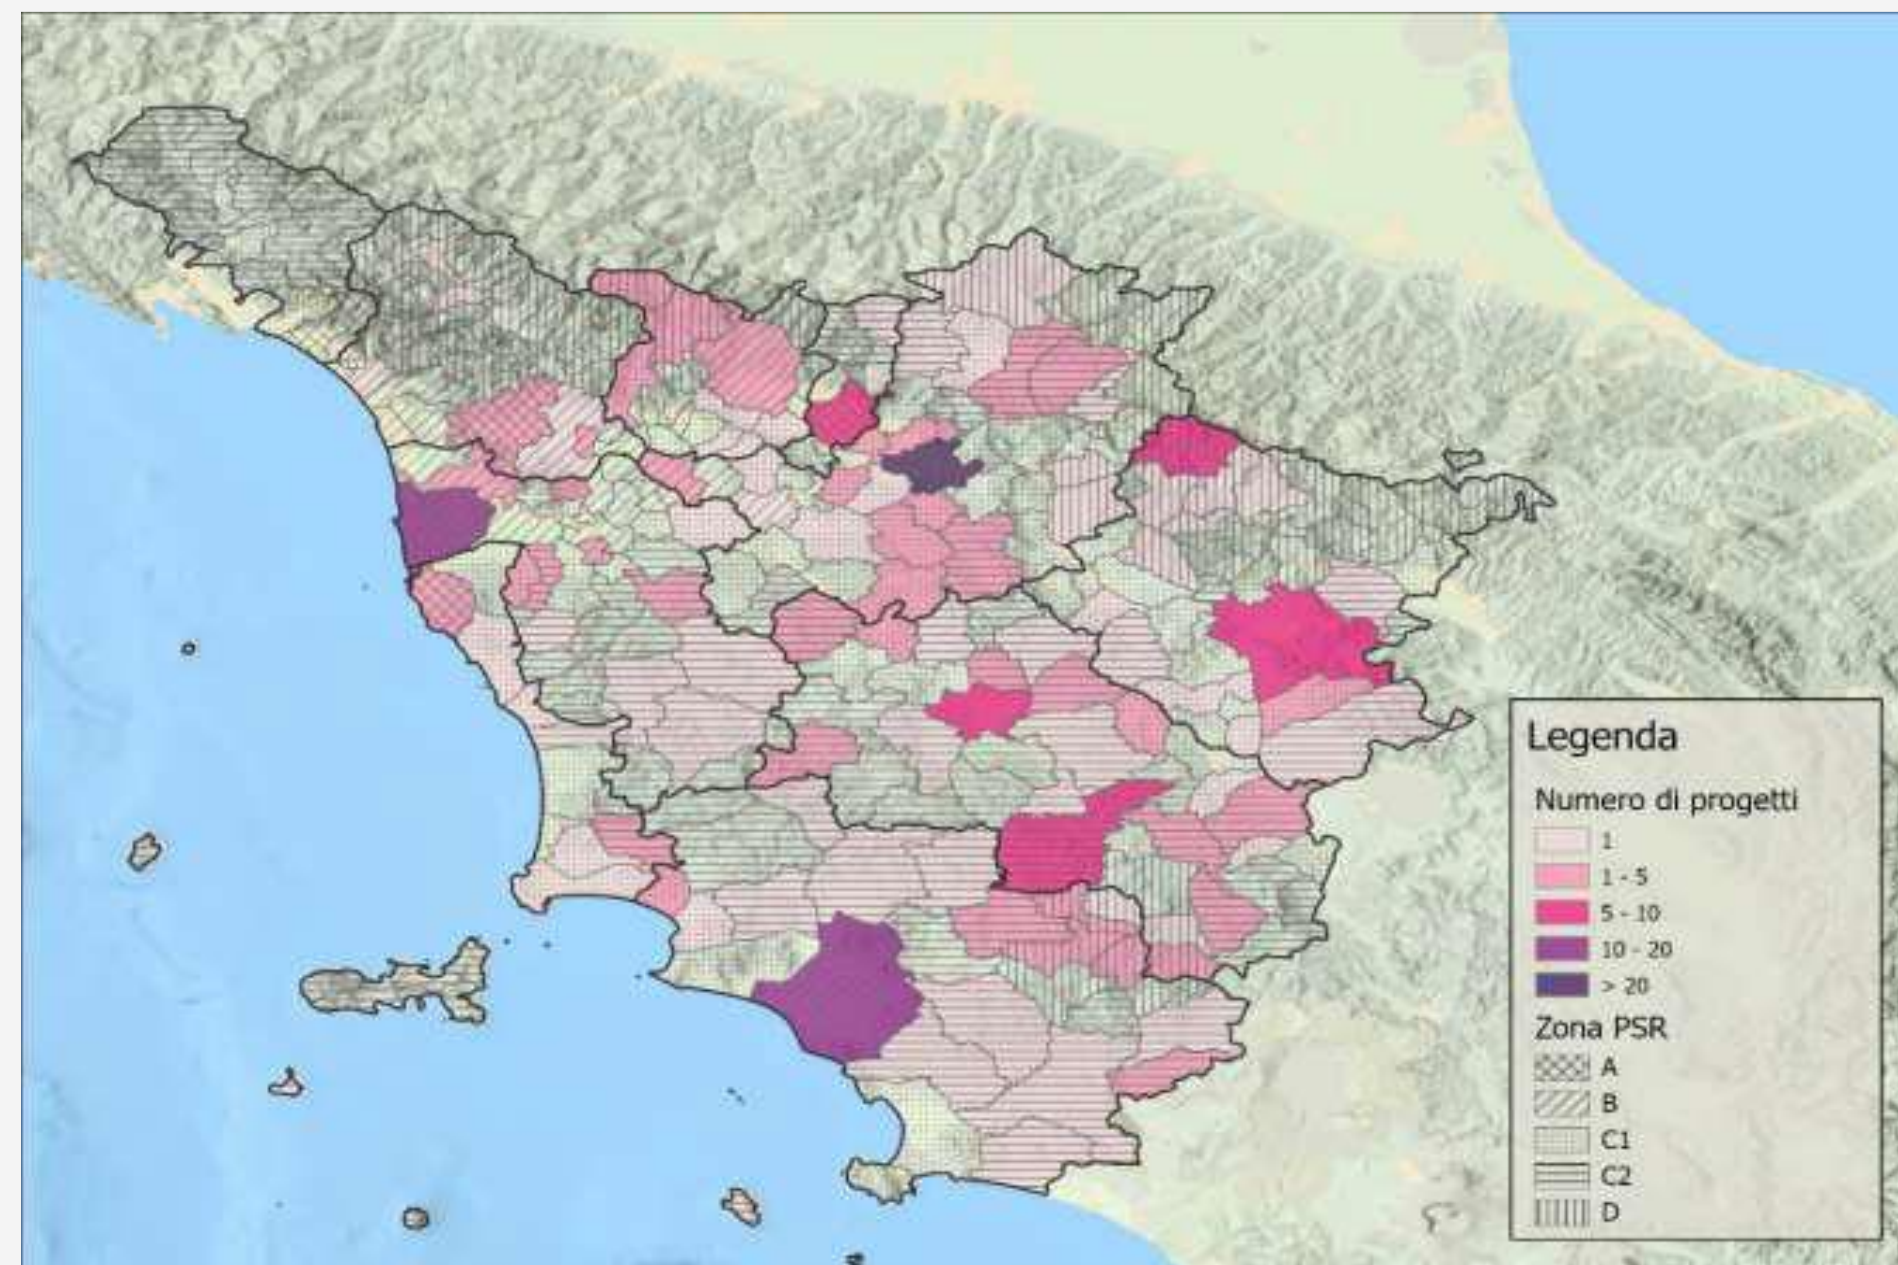 Legenda
Numero di progetti
1
1 - 5
5 - 10
10 - 20
> 20
Zona PSR
A
B
C1
C2
D